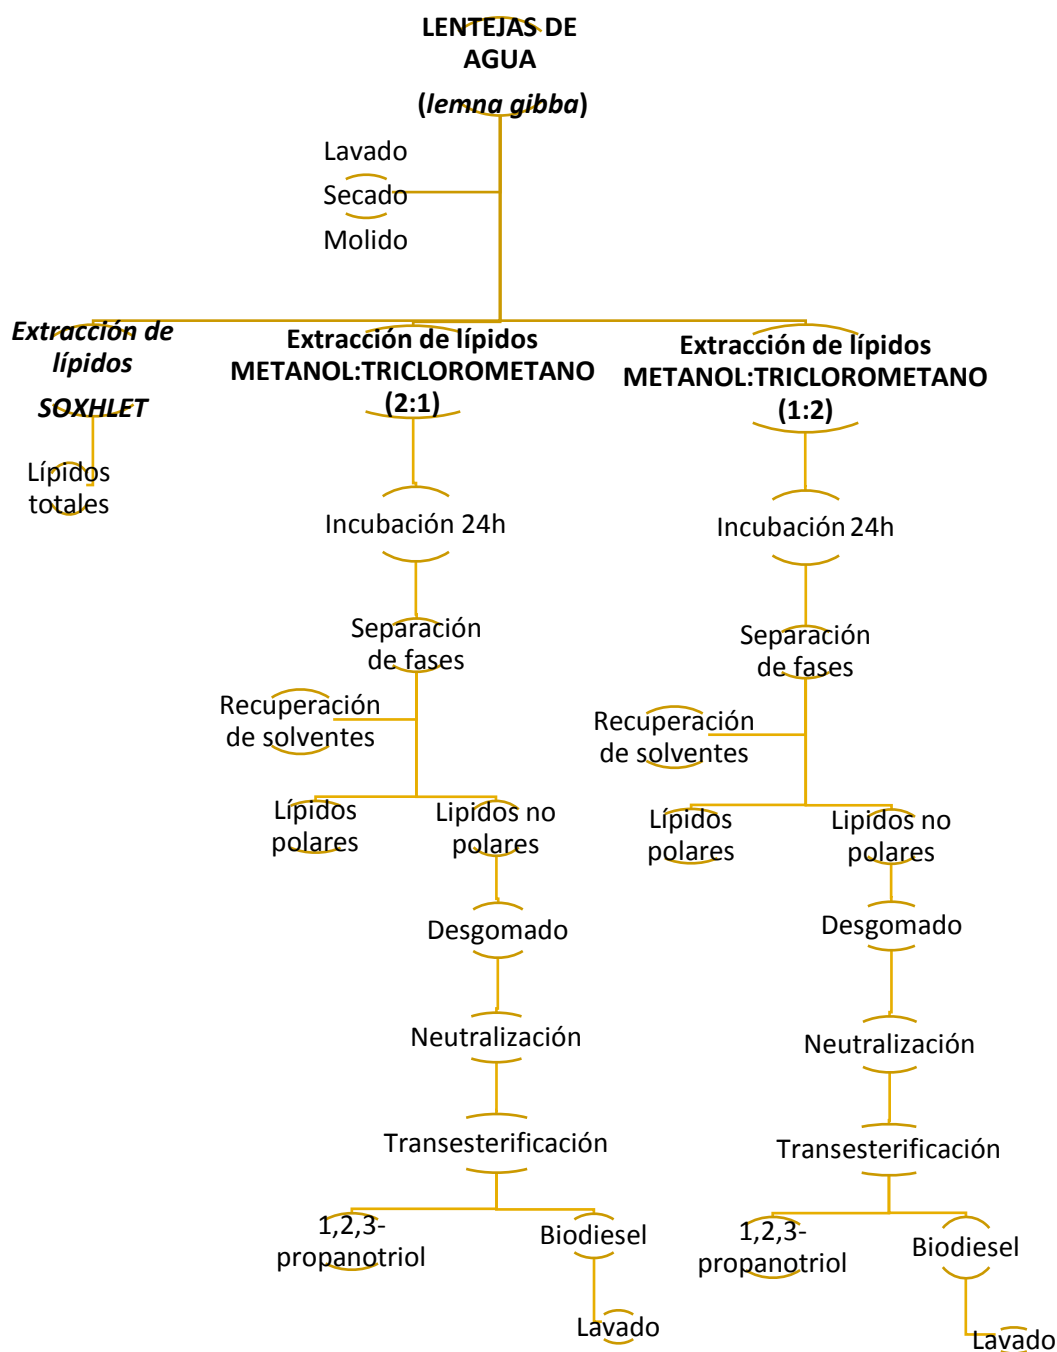 LENTEJAS DE
AGUA
(lemna gibba)
Lavado
Secado
Molido
Extracción de
lípidos
SOXHLET
Lípidos
totales
Extracción de lípidos
METANOL:TRICLOROMETANO
(2:1)
Incubación 24h
Separación
de fases
Recuperación
de solventes
Lípidos
polares
Lipidos no
polares
Desgomado
Neutralización
Transesterificación
1,2,3-
propanotriol
Biodiesel
Lavado
Extracción de lípidos
METANOL:TRICLOROMETANO
(1:2)
Incubación 24h
Separación
de fases
Recuperación
de solventes
Lípidos
polares
Lipidos no
polares
Desgomado
Neutralización
Transesterificación
1,2,3-
propanotriol
Biodiesel
Lavado